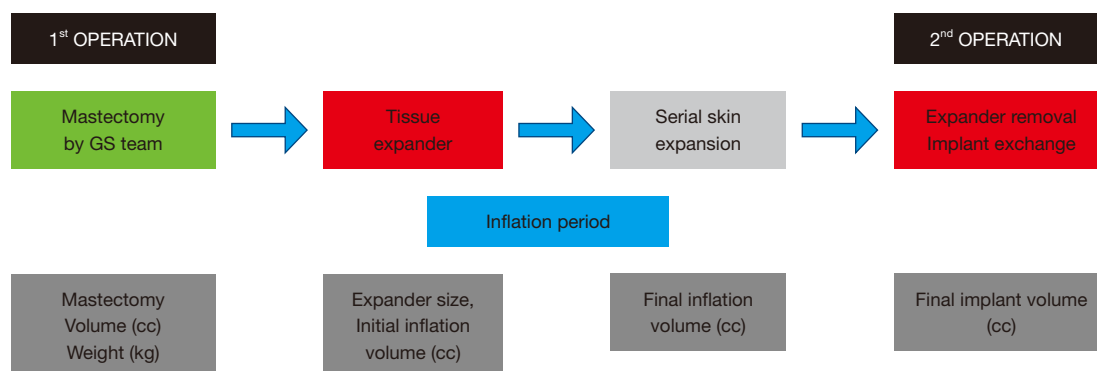 1st OPERATION
2nd OPERATION
Mastectomy
by GS team
Tissue
expander
Serial skin
expansion
Expander removal
Implant exchange
Inflation period
Mastectomy
Volume (cc)
Weight (kg)
Expander size,
Initial inflation
volume (cc)
Final inflation
volume (cc)
Final implant volume
(cc)